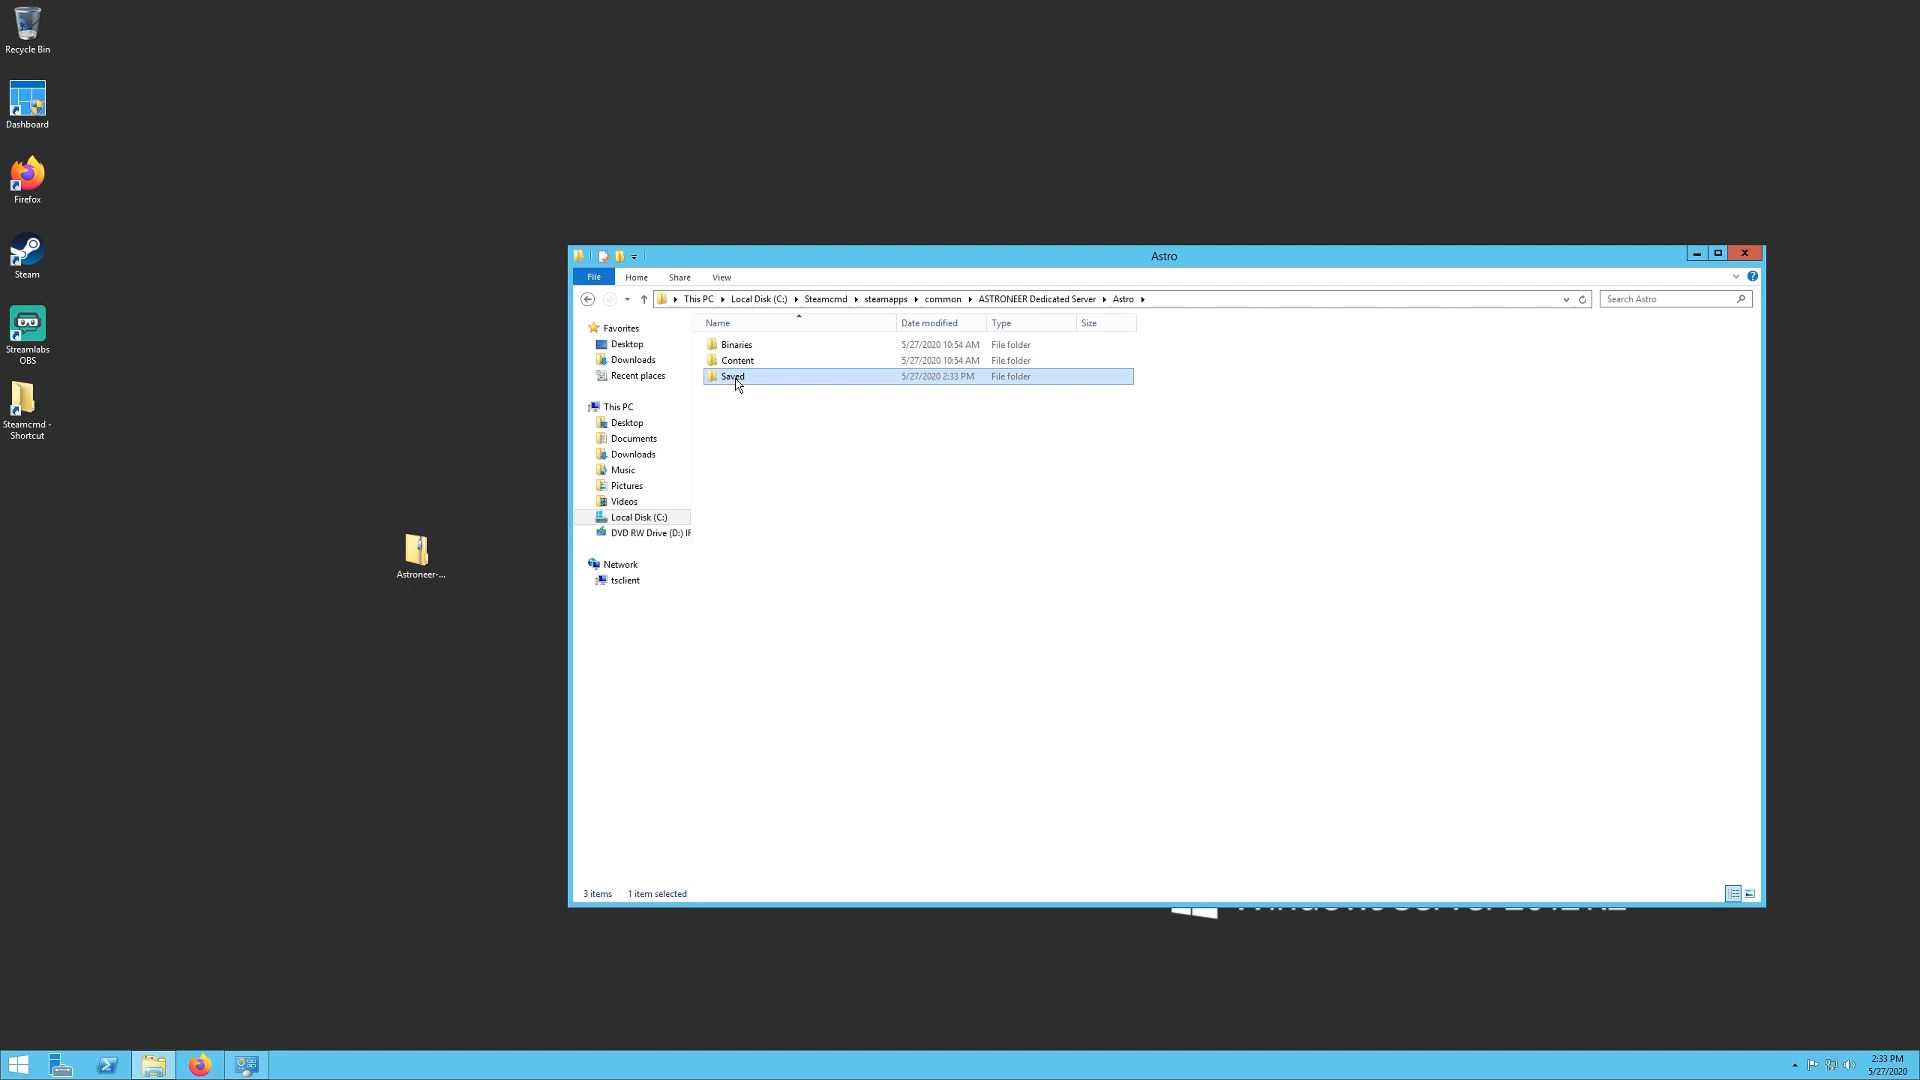 Recycle Bin
Dashboard
Firefox
Steam
Streamlabs
OBS
Steamcmd -
Shortcut
Astroneer-...
Astro
File Home Share View
This PC Local Disk (C:) Steamcmd steamapps common ASTRONEER Dedicated Server Astro
Search Astro
Name Date modified Type Size
Favorites
Desktop
Downloads
Recent places
This PC
Desktop
Documents
Downloads
Music
Pictures
Videos
Local Disk (C:)
DVD RW Drive (D:) IF
Network
tsclient
Binaries 5/27/2020 10:54 AM File folder
Content 5/27/2020 10:54 AM File folder
Saved 5/27/2020 2:33 PM File folder
3 items 1 item selected
2:33 PM
5/27/2020